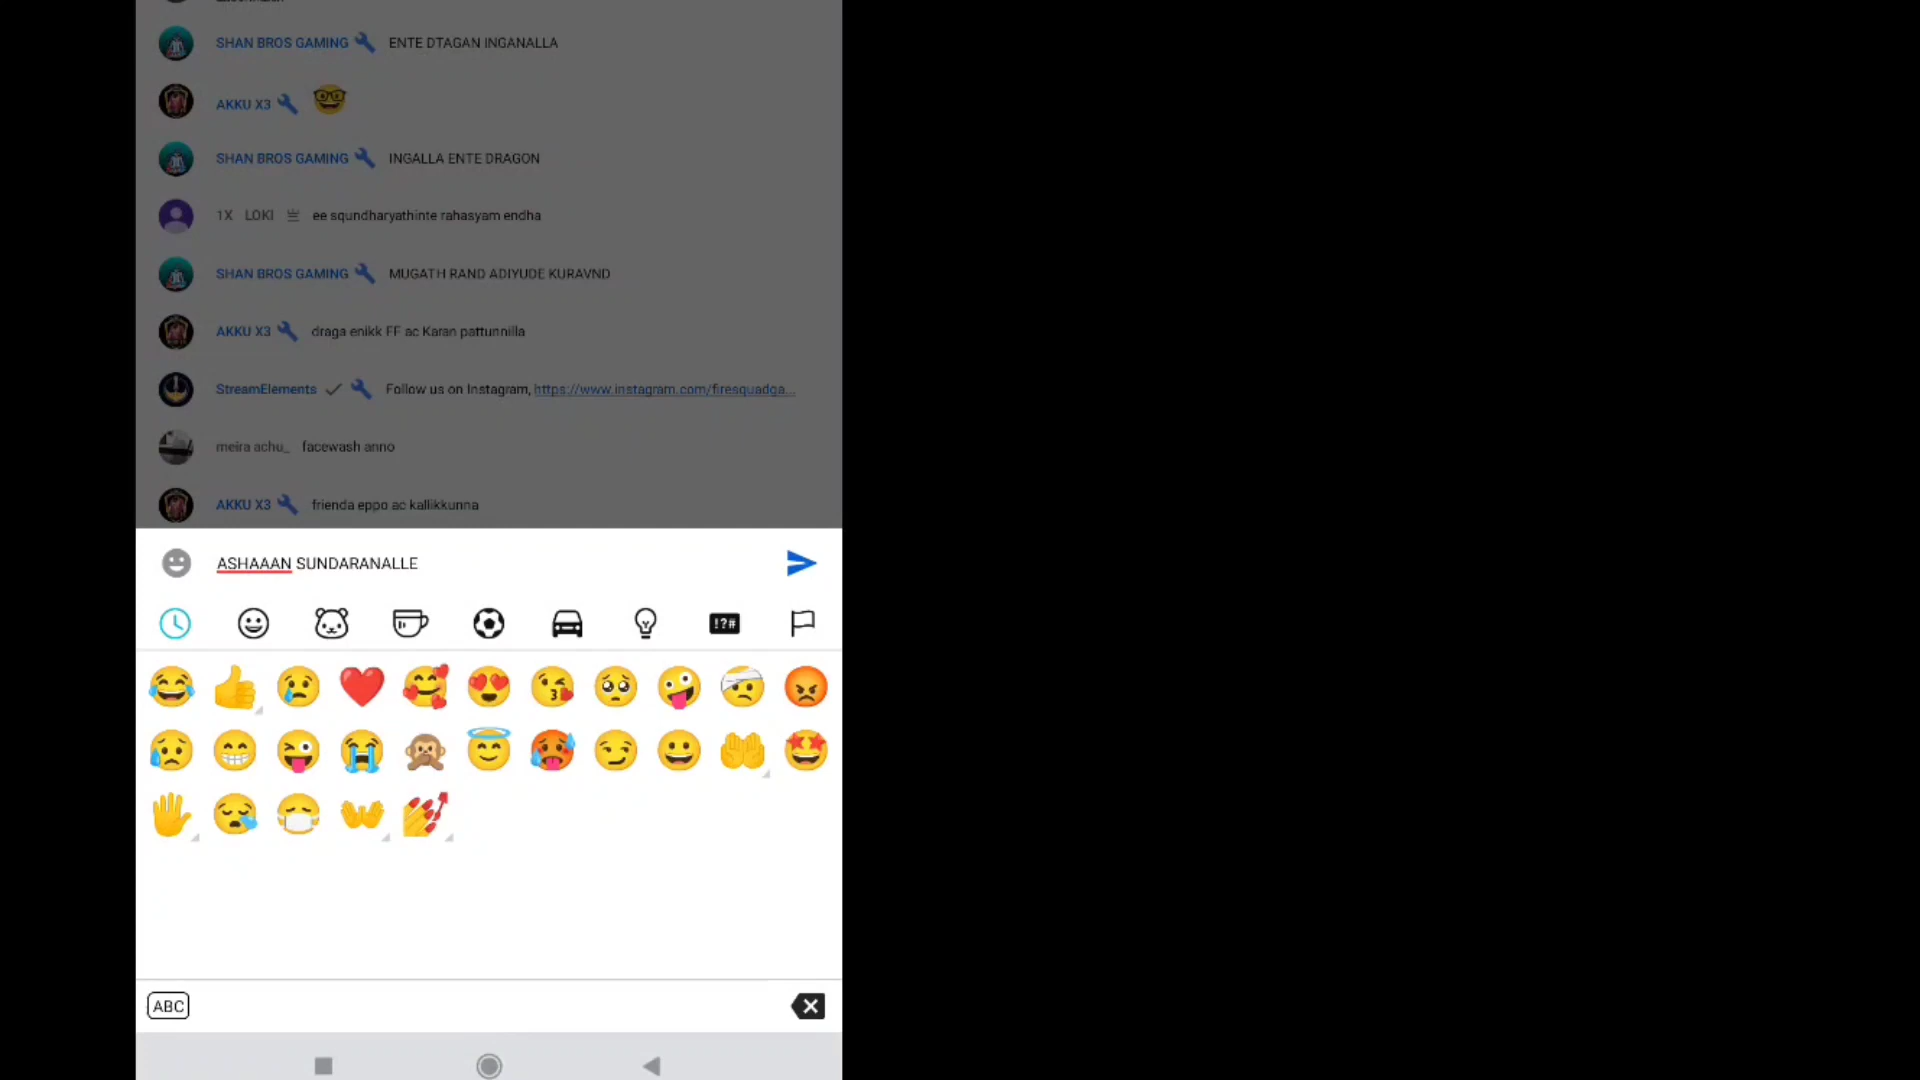 SHAN BROS GAMING ENTE DTAGAN INGANALLA
AKKU X3 🤓
SHAN BROS GAMING INGALLA ENTE DRAGON
1X LOKI 亗 ee squndharyathinte rahasyam endha
SHAN BROS GAMING MUGATH RAND ADIYUDE KURAVND
AKKU X3 draga enikk FF ac Karan pattunnilla
StreamElements Follow us on Instagram, https://www.instagram.com/firesquadga...
meira achu_ facewash anno
AKKU X3 frienda eppo ac kallikkunna
ASHAAAN SUNDARANALLE
!?#
ABC